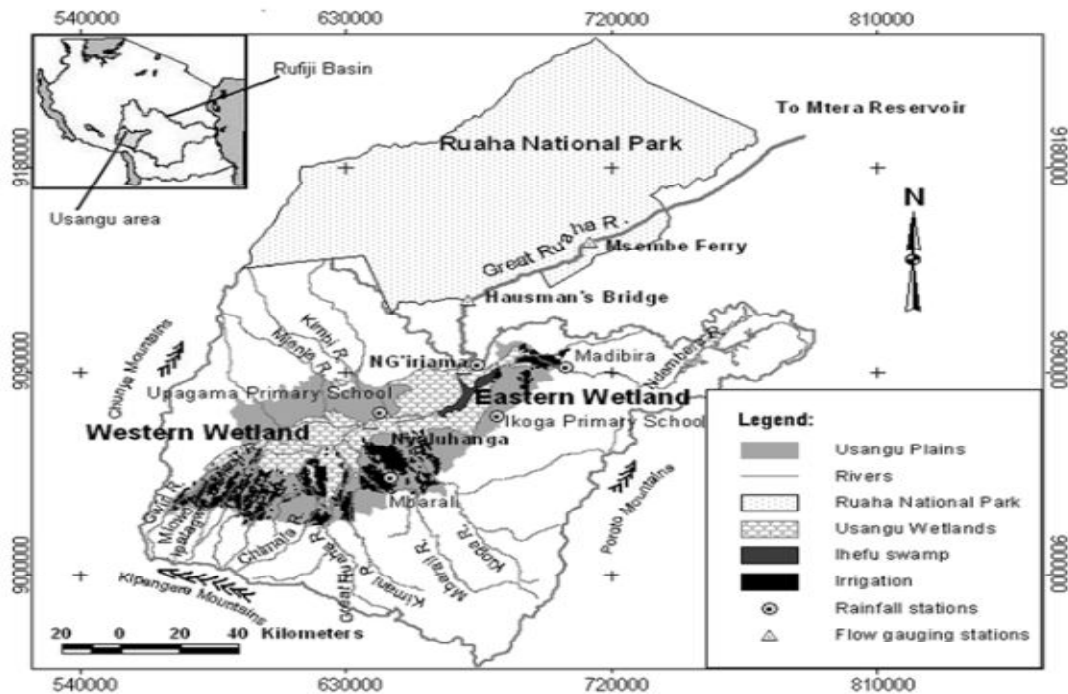 540000
630000
720000
810000
Rufiji Basin
Usangu area
To Mtera Reservoir
Ruaha National Park
9180000
9180000
N
Great Ruaha R.
Msembe Ferry
Hausman's Bridge
Kimbi R.
Mjenje R.
Chunya Mountains
NG'iriama
Madibira
Ndembera R.
Upagama Primary School
Eastern Wetland
Ikoga Primary School
Western Wetland
Nyaluhanga
Mbarali
Chimala R.
Great Ruaha R.
Kimani R.
Mbarali R.
Kioga R.
Poroto Mountains
Kipangere Mountains
9000000
20 0 20 40 Kilometers
Legend:
Usangu Plains
Rivers
Ruaha National Park
Usangu Wetlands
Ihefu swamp
Irrigation
Rainfall stations
Flow gauging stations
540000
630000
720000
810000